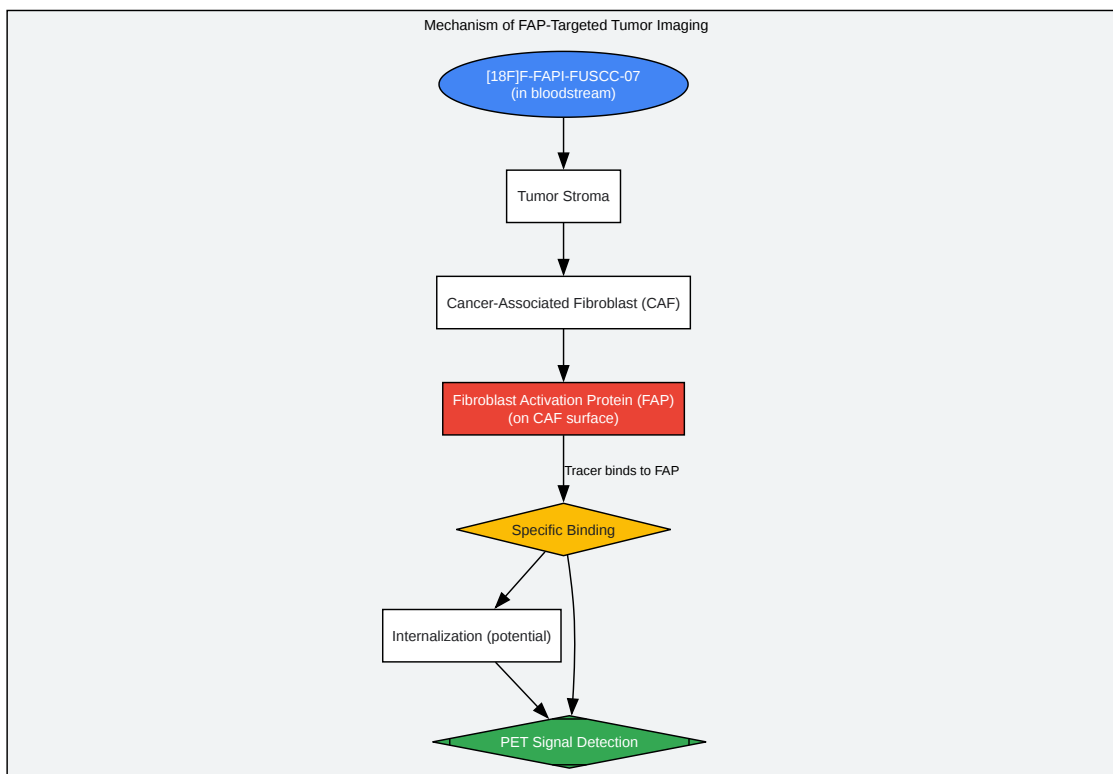 Mechanism of FAP-Targeted Tumor Imaging
[18F]F-FAPI-FUSCC-07
(in bloodstream)
Tumor Stroma
Cancer-Associated Fibroblast (CAF)
Fibroblast Activation Protein (FAP)
(on CAF surface)
Tracer binds to FAP
Specific Binding
Internalization (potential)
PET Signal Detection